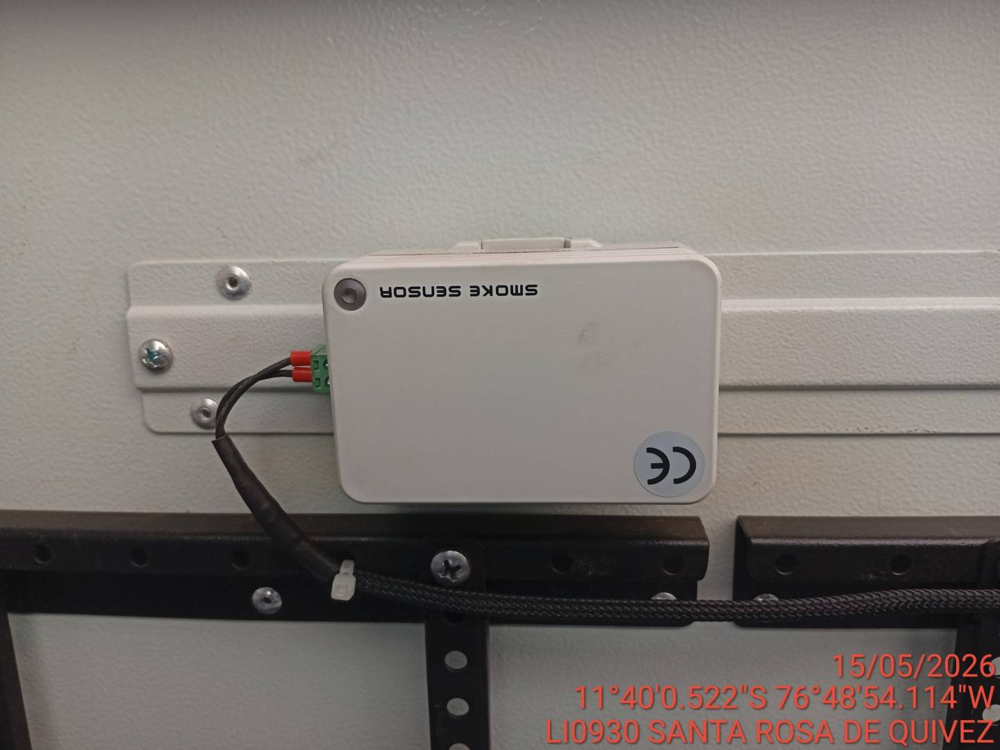 SMOKE SENSOR
CE
15/05/2026
11°40'0.522"S 76°48'54.114"W
LI0930 SANTA ROSA DE QUIVEZ